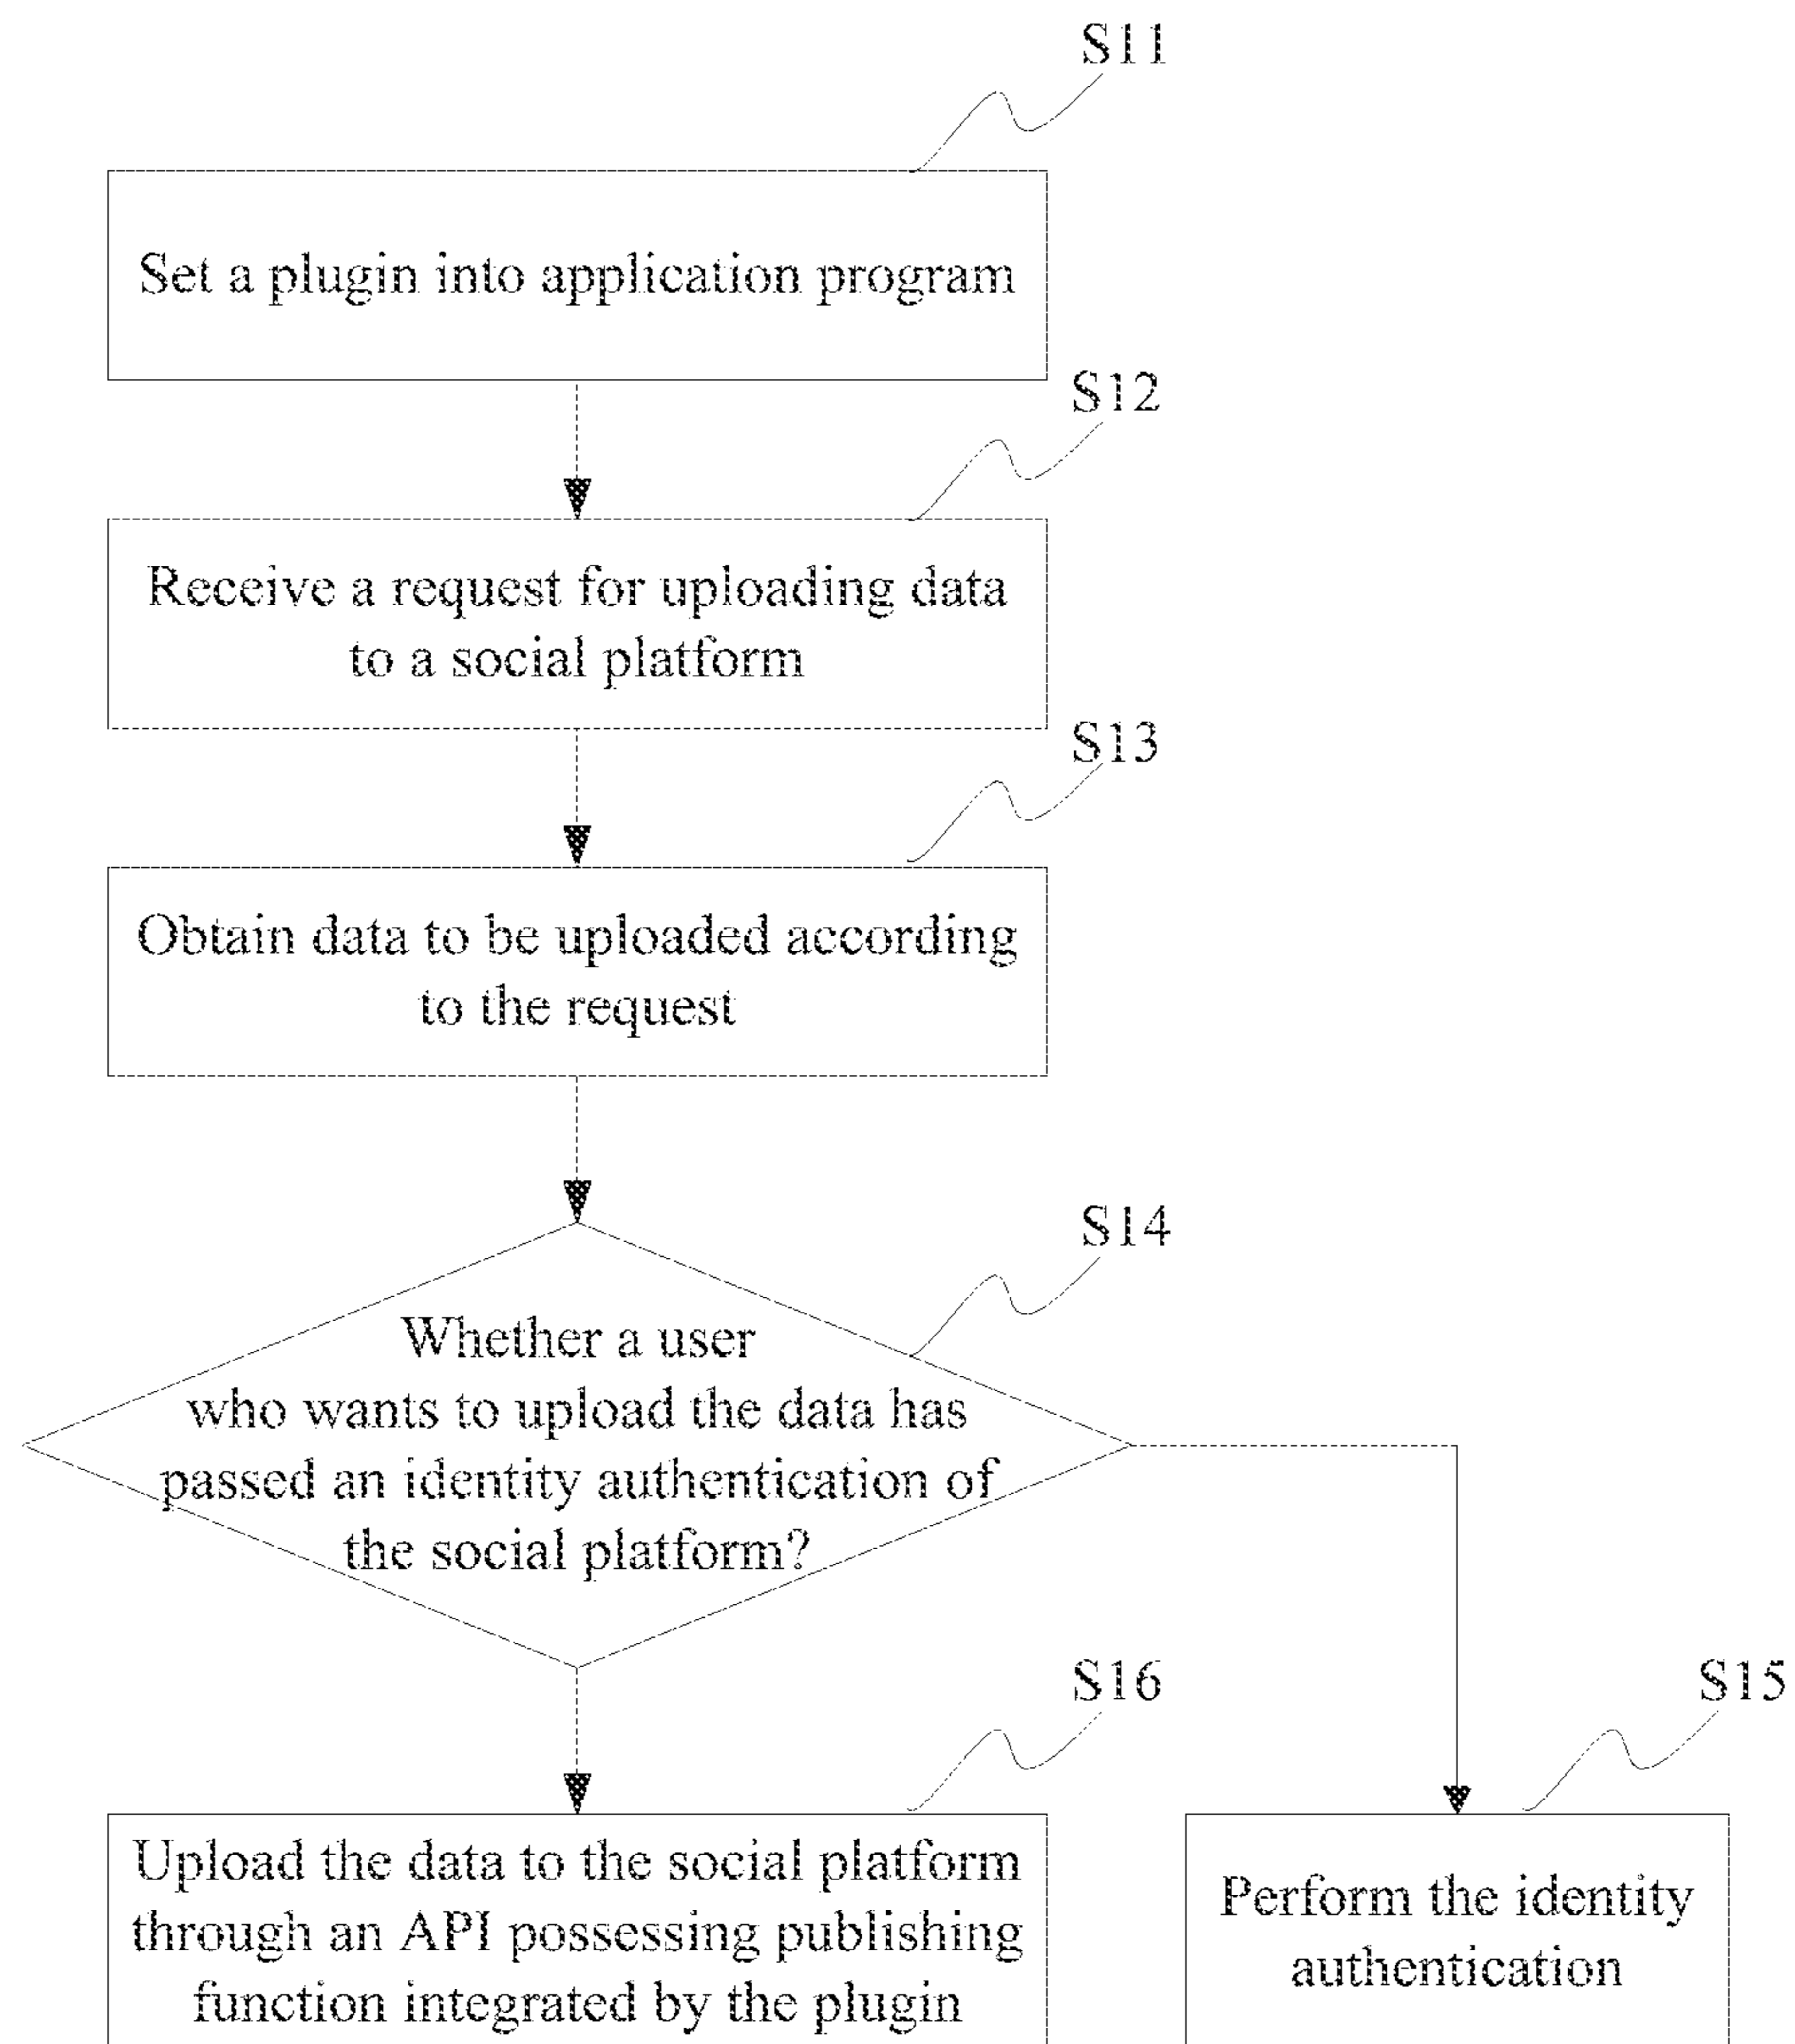 S11
Set a plugin into application program
S12
Receive a request for uploading data
to a social platform
S13
Obtain data to be uploaded according
to the request
S14
Whether a user
who wants to upload the data has
passed an identity authentication of
the social platform?
S16
Upload the data to the social platform
through an API possessing publishing
function integrated by the plugin
S15
Perform the identity
authentication